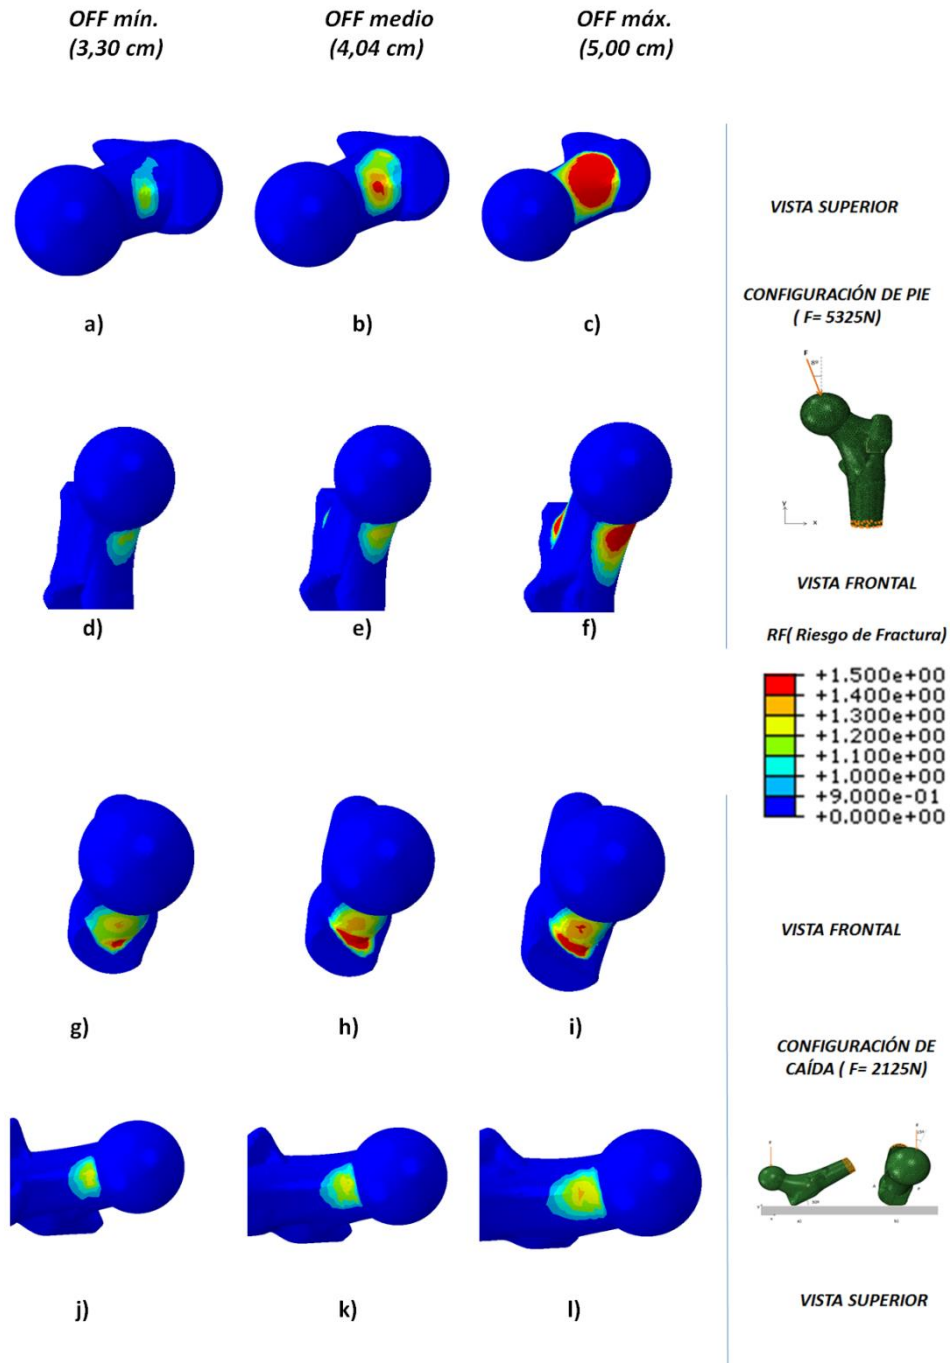 OFF mín.
(3,30 cm)
OFF medio
(4,04 cm)
OFF máx.
(5,00 cm)
VISTA SUPERIOR
a)
b)
c)
CONFIGURACIÓN DE PIE
( F= 5325N)
F
Y
X
VISTA FRONTAL
d)
e)
f)
RF( Riesgo de Fractura)
+1.500e+00
+1.400e+00
+1.300e+00
+1.200e+00
+1.100e+00
+1.000e+00
+9.000e-01
+0.000e+00
VISTA FRONTAL
g)
h)
i)
CONFIGURACIÓN DE
CAÍDA ( F= 2125N)
F
F
VISTA SUPERIOR
j)
k)
l)